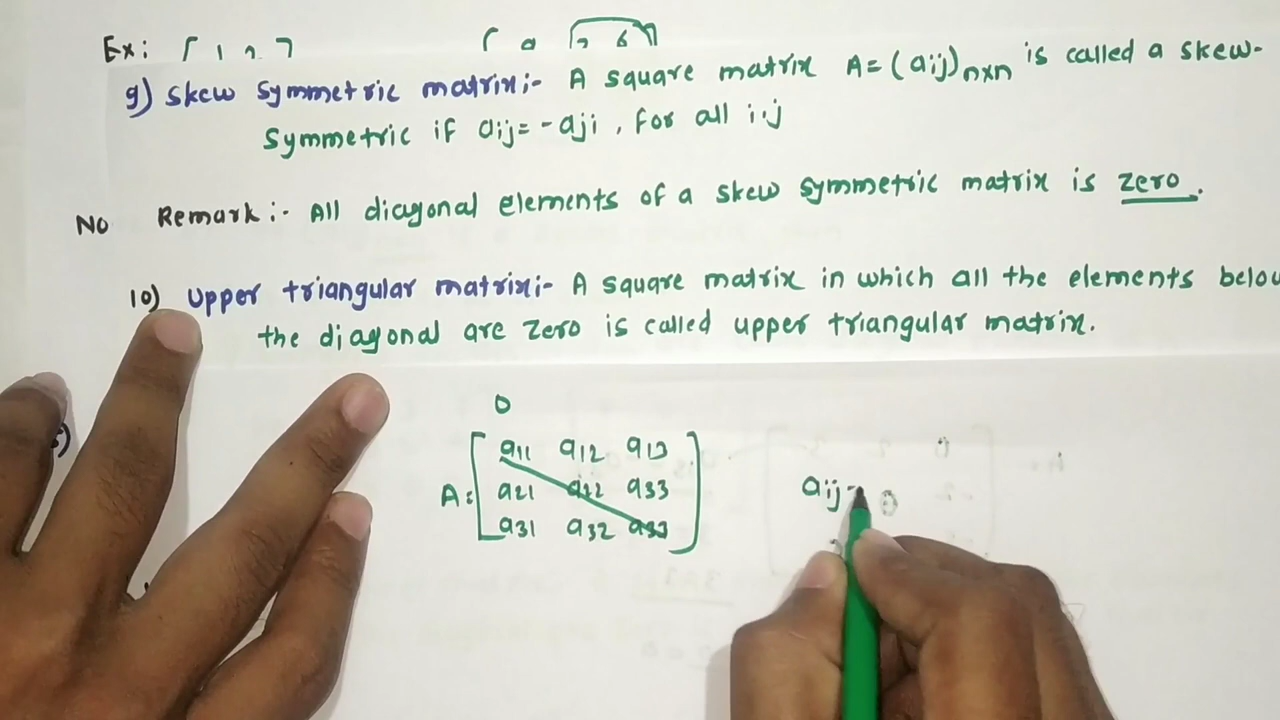 Ex:
9) Skew Symmetric matrix:- A square matrix A = (aij)nxn is called a skew-
Symmetric if aij = -aji , for all i,j
No Remark:- All diagonal elements of a skew symmetric matrix is zero.
10) Upper triangular matrix:- A square matrix in which all the elements belo
the diagonal are zero is called upper triangular matrix.
0
a11 a12 a13
A = a21 a22 a33
a31 a32 a33
aij =